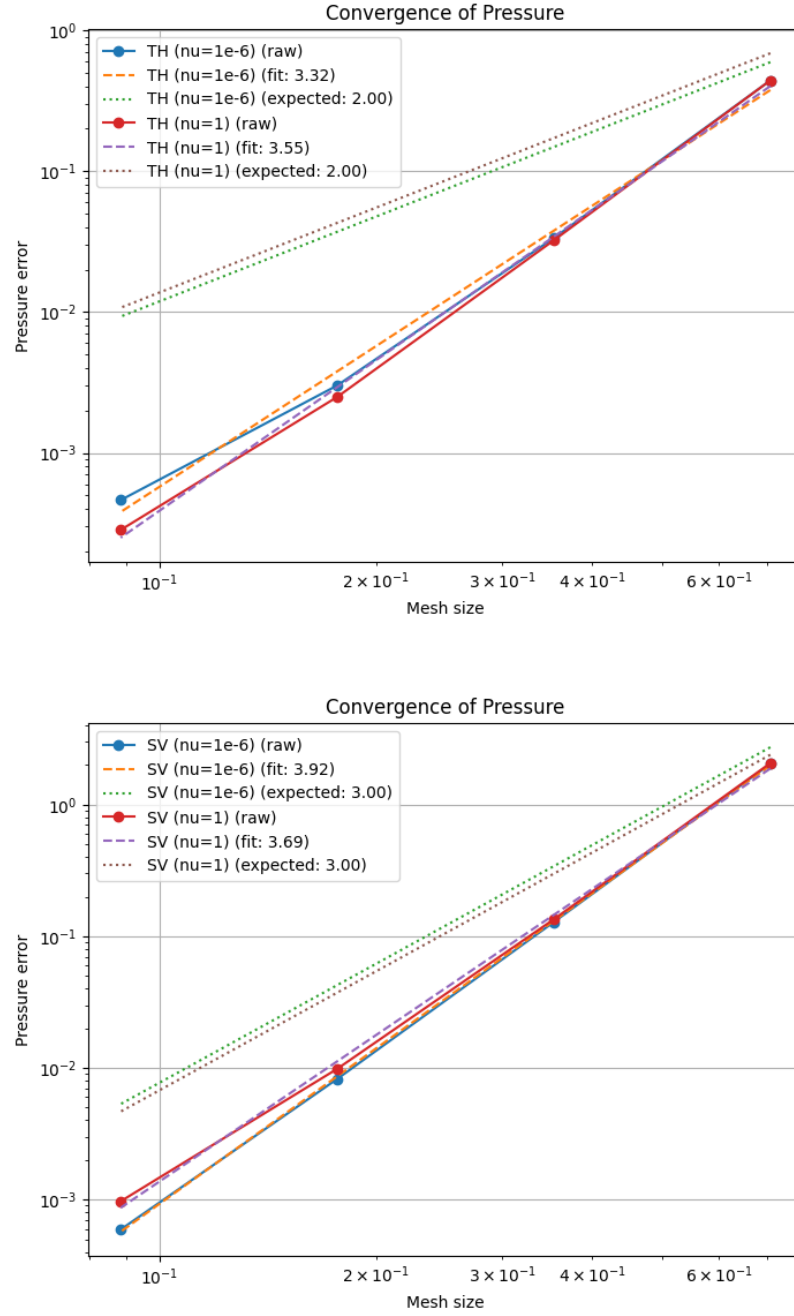 Convergence of Pressure
10⁰
TH (nu=1e-6) (raw)
TH (nu=1e-6) (fit: 3.32)
TH (nu=1e-6) (expected: 2.00)
TH (nu=1) (raw)
TH (nu=1) (fit: 3.55)
TH (nu=1) (expected: 2.00)
10⁻¹
Pressure error
10⁻²
10⁻³
10⁻¹ 2 × 10⁻¹ 3 × 10⁻¹ 4 × 10⁻¹ 6 × 10⁻¹
Mesh size
Convergence of Pressure
SV (nu=1e-6) (raw)
SV (nu=1e-6) (fit: 3.92)
SV (nu=1e-6) (expected: 3.00)
SV (nu=1) (raw)
SV (nu=1) (fit: 3.69)
SV (nu=1) (expected: 3.00)
10⁰
10⁻¹
Pressure error
10⁻²
10⁻³
10⁻¹ 2 × 10⁻¹ 3 × 10⁻¹ 4 × 10⁻¹ 6 × 10⁻¹
Mesh size